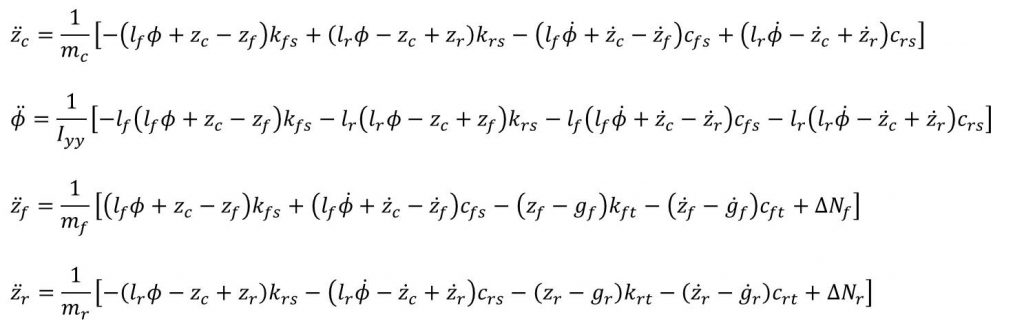 z̈_c = 1/m_c [−(l_f ϕ + z_c − z_f)k_fs + (l_r ϕ − z_c + z_r)k_rs − (l_f ϕ̇ + ż_c − ż_f)c_fs + (l_r ϕ̇ − ż_c + ż_r)c_rs]
ϕ̈ = 1/I_yy [−l_f(l_f ϕ + z_c − z_f)k_fs − l_r(l_r ϕ − z_c + z_f)k_rs − l_f(l_f ϕ̇ + ż_c − ż_r)c_fs − l_r(l_r ϕ̇ − ż_c + ż_r)c_rs]
z̈_f = 1/m_f [(l_f ϕ + z_c − z_f)k_fs + (l_f ϕ̇ + ż_c − ż_f)c_fs − (z_f − g_f)k_ft − (ż_f − ġ_f)c_ft + ΔN_f]
z̈_r = 1/m_r [−(l_r ϕ − z_c + z_r)k_rs − (l_r ϕ̇ − ż_c + ż_r)c_rs − (z_r − g_r)k_rt − (ż_r − ġ_r)c_rt + ΔN_r]